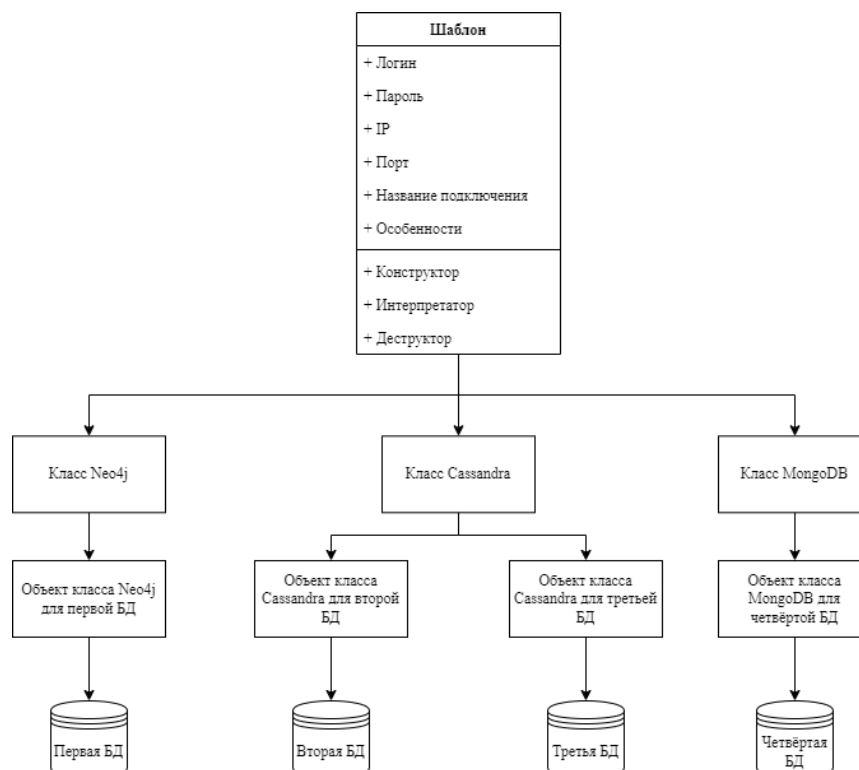 Шаблон
+ Логин
+ Пароль
+ IP
+ Порт
+ Название подключения
+ Особенности
+ Конструктор
+ Интерпретатор
+ Деструктор
Класс Neo4j
Класс Cassandra
Класс MongoDB
Объект класса Neo4j
для первой БД
Объект класса
Cassandra для второй
БД
Объект класса
Cassandra для третьей
БД
Объект класса
MongoDB для
четвёртой БД
Первая БД
Вторая БД
Третья БД
Четвёртая
БД